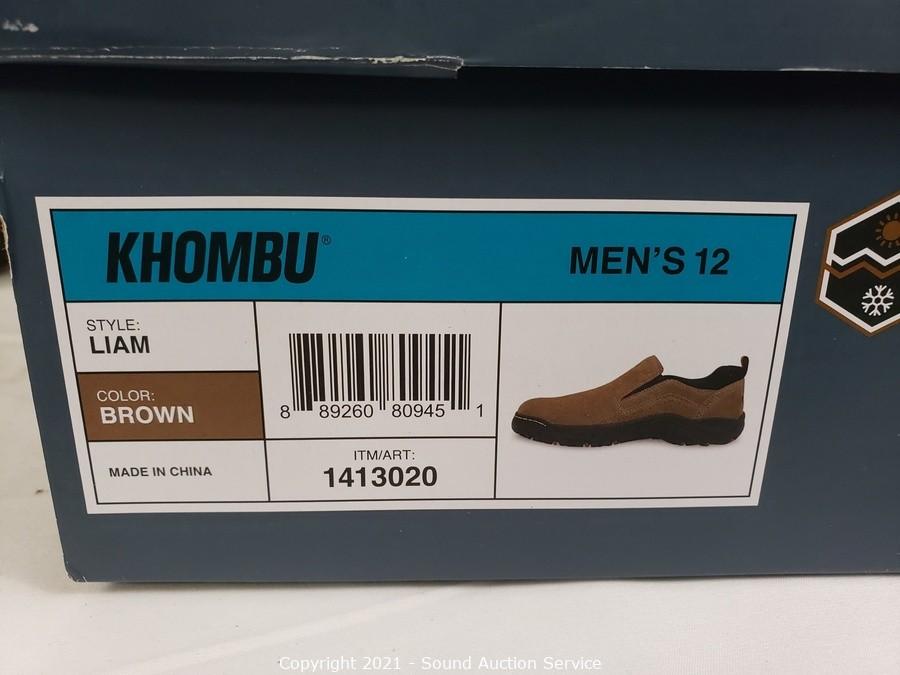 KHOMBU®
MEN'S 12
STYLE:
LIAM
COLOR:
BROWN
MADE IN CHINA
8 89260 80945 1
ITM/ART:
1413020
Copyright 2021 - Sound Auction Service